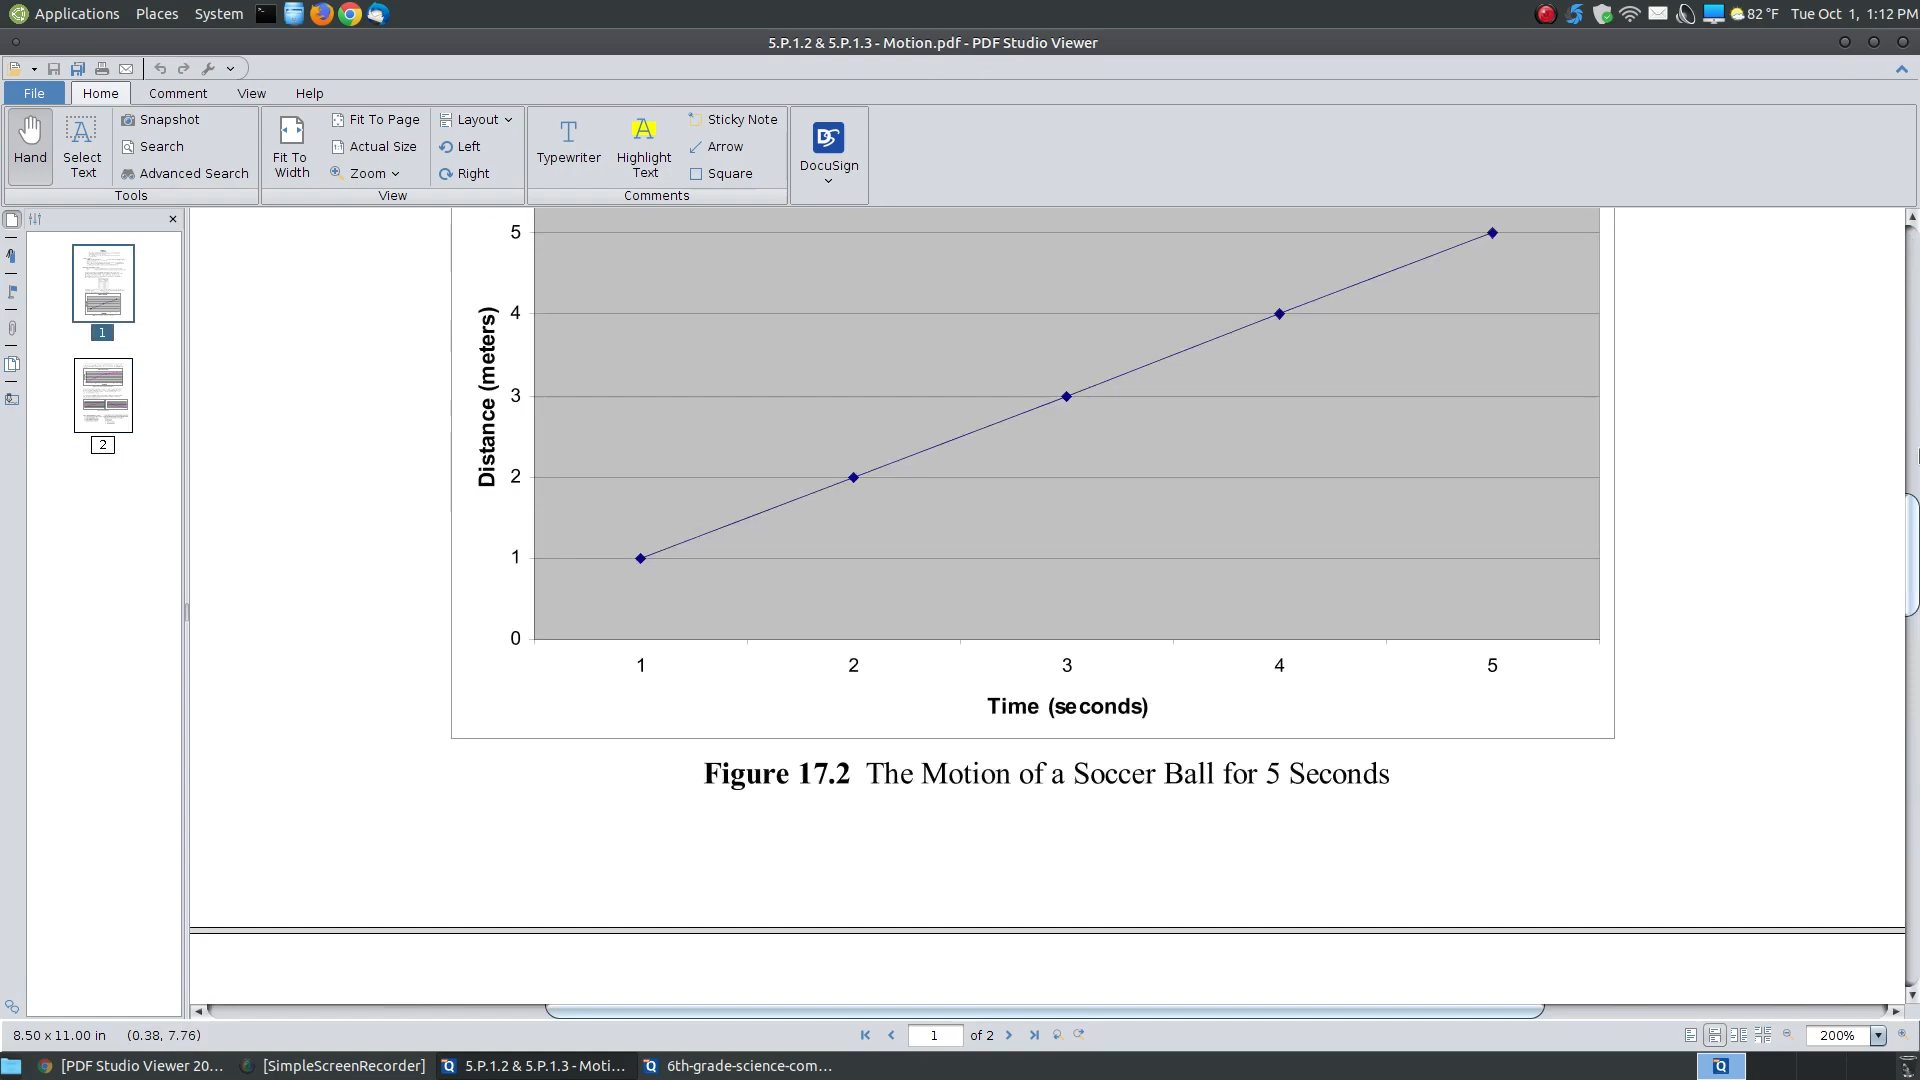 Applications Places System 82 °F Tue Oct 1, 1:12 PM
5.P.1.2 & 5.P.1.3 - Motion.pdf - PDF Studio Viewer
File Home Comment View Help
Hand
Select Text
Snapshot
Search
Advanced Search
Tools
Fit To Width
Fit To Page
Actual Size
Zoom
Layout
Left
Right
View
Typewriter
Highlight Text
Sticky Note
Arrow
Square
Comments
DocuSign
1
2
Distance (meters)
5
4
3
2
1
0
1 2 3 4 5
Time (seconds)
Figure 17.2 The Motion of a Soccer Ball for 5 Seconds
8.50 x 11.00 in (0.38, 7.76) 1 of 2 200%
[PDF Studio Viewer 20... [SimpleScreenRecorder] 5.P.1.2 & 5.P.1.3 - Moti... 6th-grade-science-com...